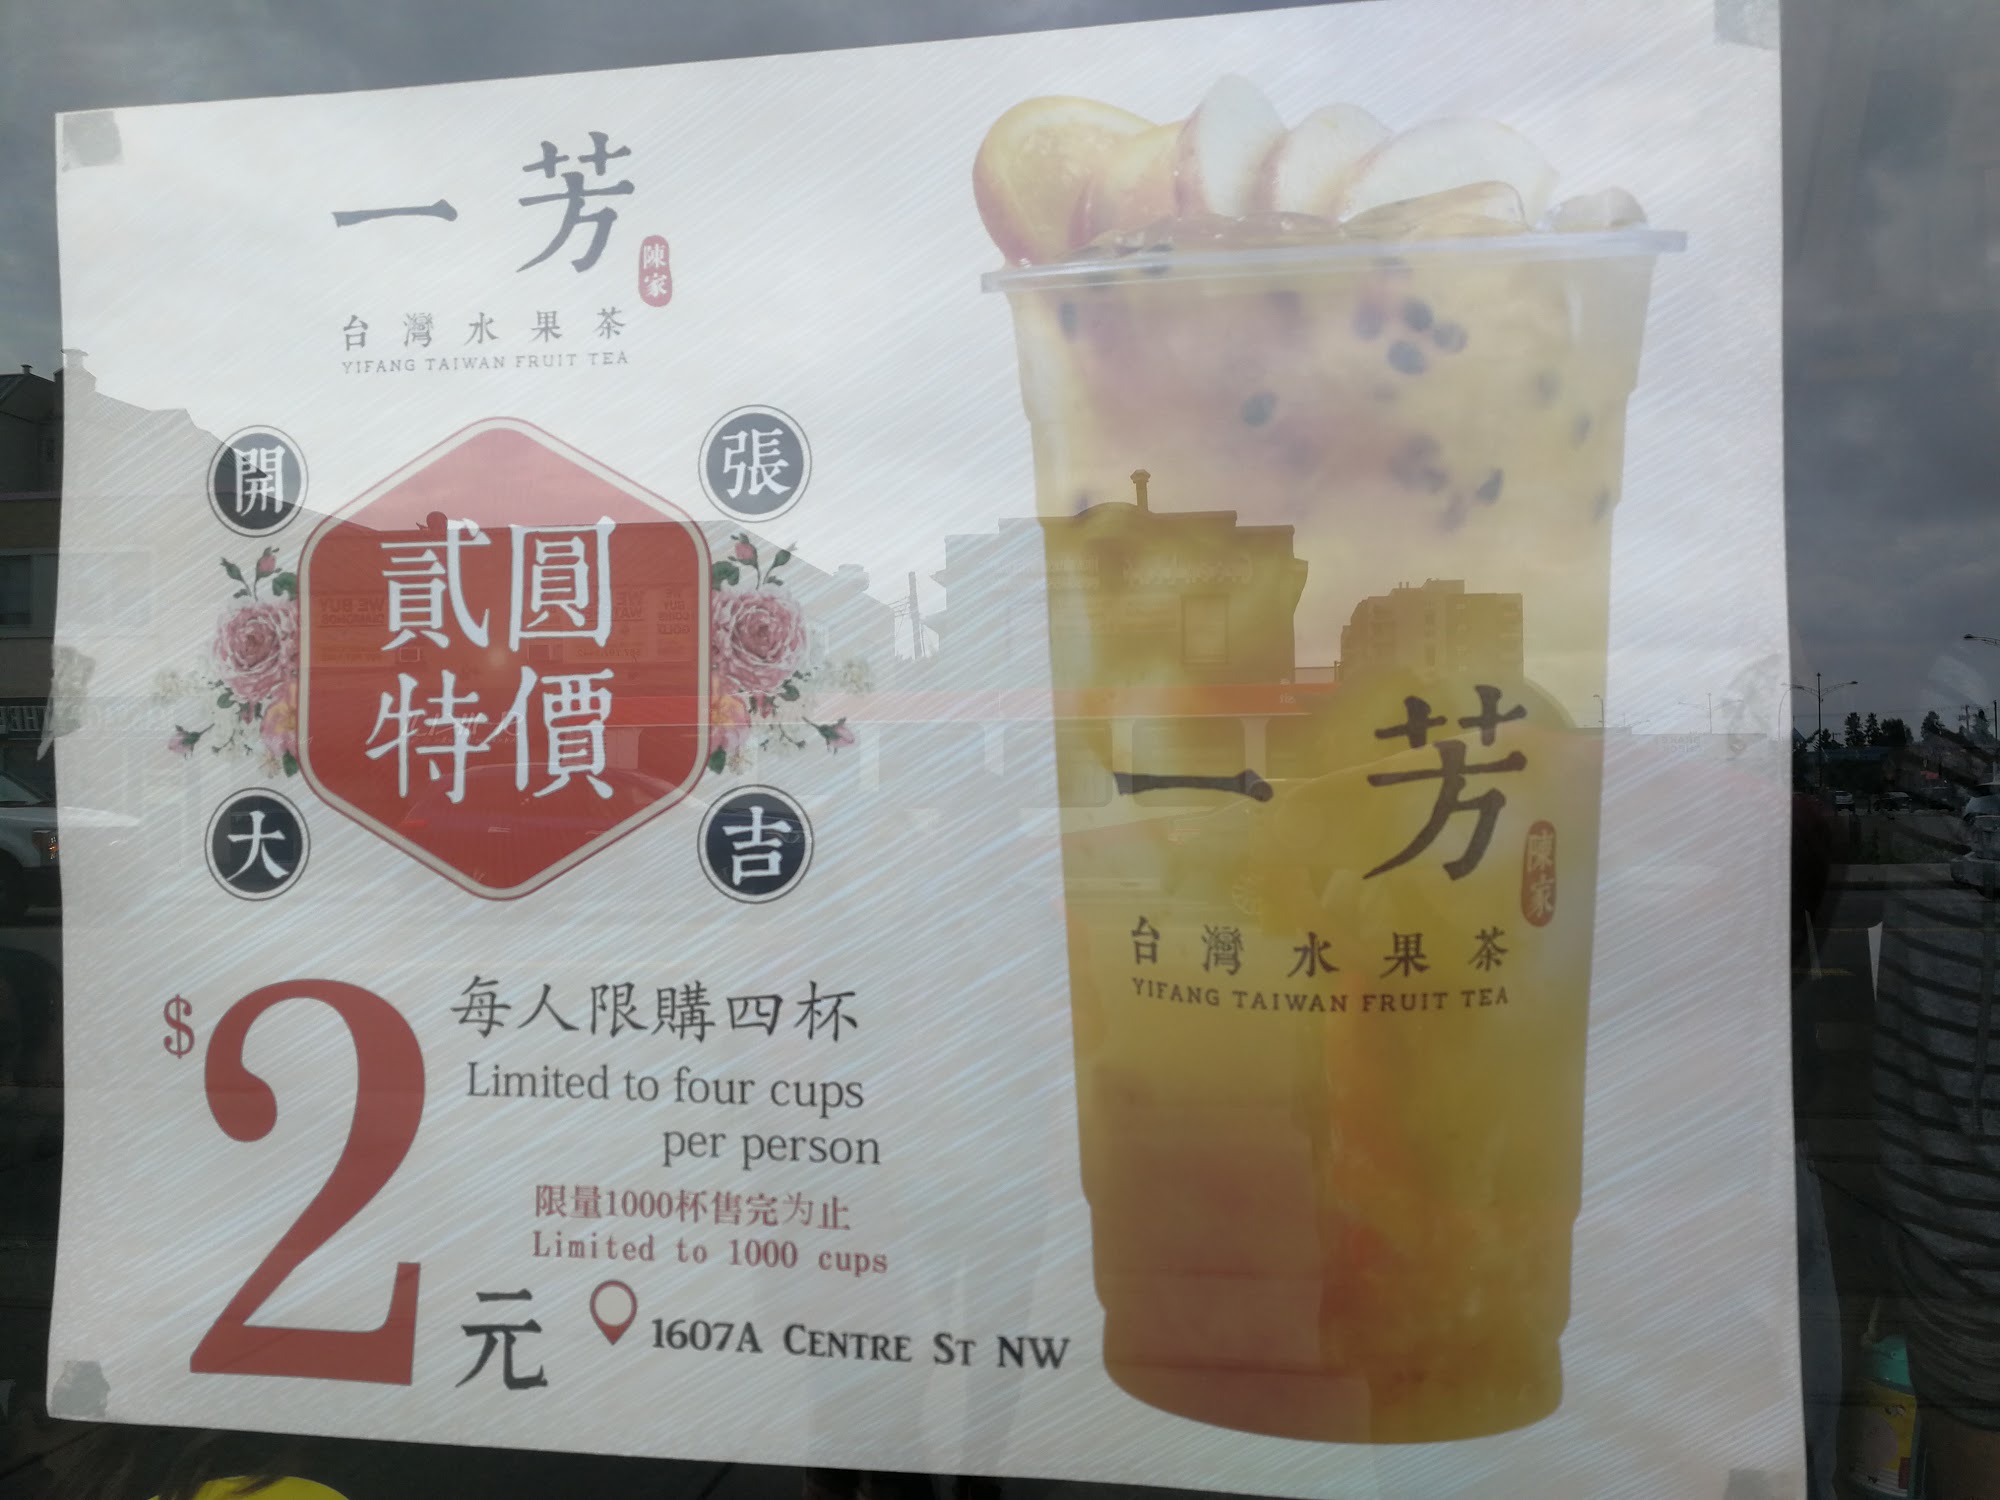 一芳
陳家
台灣水果茶
YIFANG TAIWAN FRUIT TEA
開
張
貳圓
特價
大
吉
$2元
每人限購四杯
Limited to four cups
per person
限量1000杯售完为止
Limited to 1000 cups
1607A CENTRE ST NW
一芳
陳家
台灣水果茶
YIFANG TAIWAN FRUIT TEA